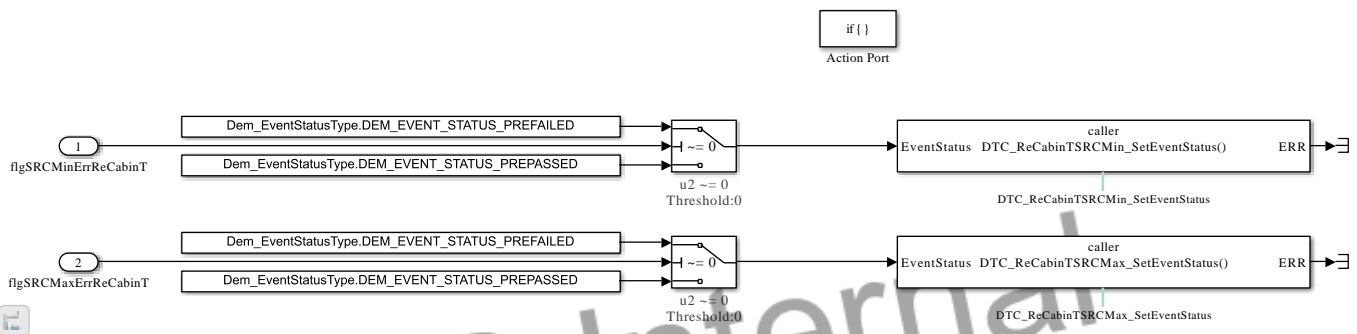 if { }
Action Port
Dem_EventStatusType.DEM_EVENT_STATUS_PREFAILED
1
flgSRCMinErrReCabinT
~= 0
Dem_EventStatusType.DEM_EVENT_STATUS_PREPASSED
u2 ~= 0
Threshold:0
caller
EventStatus DTC_ReCabinTSRCMin_SetEventStatus() ERR
DTC_ReCabinTSRCMin_SetEventStatus
Dem_EventStatusType.DEM_EVENT_STATUS_PREFAILED
2
flgSRCMaxErrReCabinT
~= 0
Dem_EventStatusType.DEM_EVENT_STATUS_PREPASSED
u2 ~= 0
Threshold:0
caller
EventStatus DTC_ReCabinTSRCMax_SetEventStatus() ERR
DTC_ReCabinTSRCMax_SetEventStatus
Internal